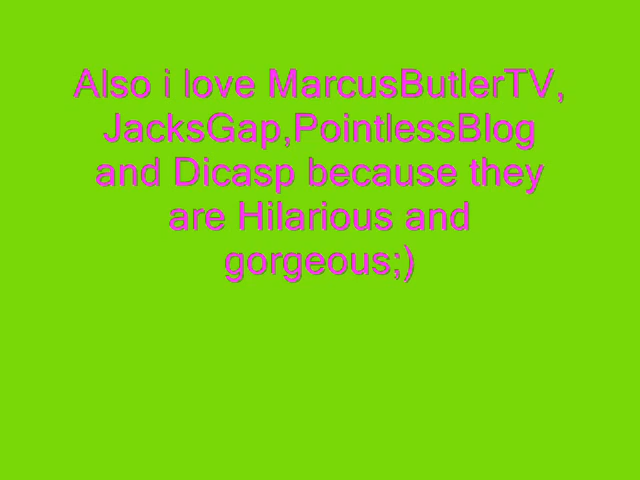 Also i love MarcusButlerTV,
JacksGap,PointlessBlog
and Dicasp because they
are Hilarious and
gorgeous;)